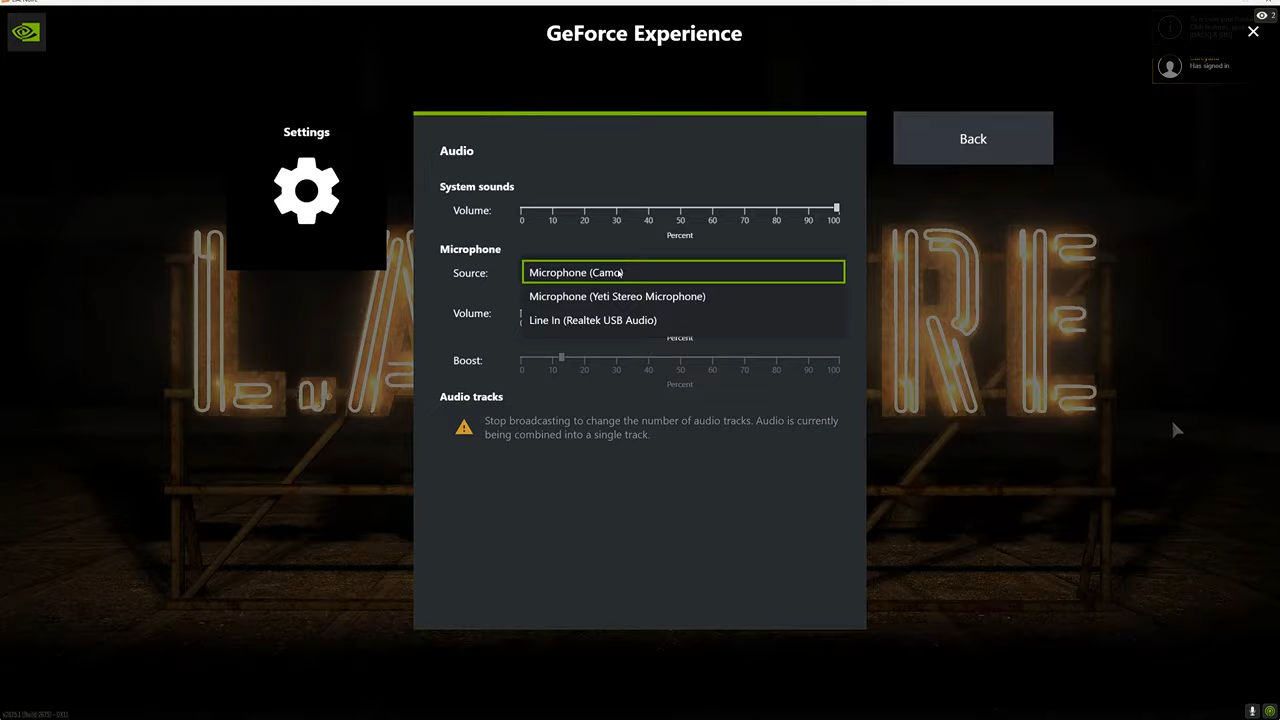 GeForce Experience
2
Has signed in
Settings
Back
Audio
System sounds
Volume:
0 10 20 30 40 50 60 70 80 90 100
Percent
Microphone
Source:
Microphone (Camo)
Microphone (Yeti Stereo Microphone)
Line In (Realtek USB Audio)
Volume:
Percent
Boost:
0 10 20 30 40 50 60 70 80 90 100
Percent
Audio tracks
Stop broadcasting to change the number of audio tracks. Audio is currently
being combined into a single track.
L.A.
RE